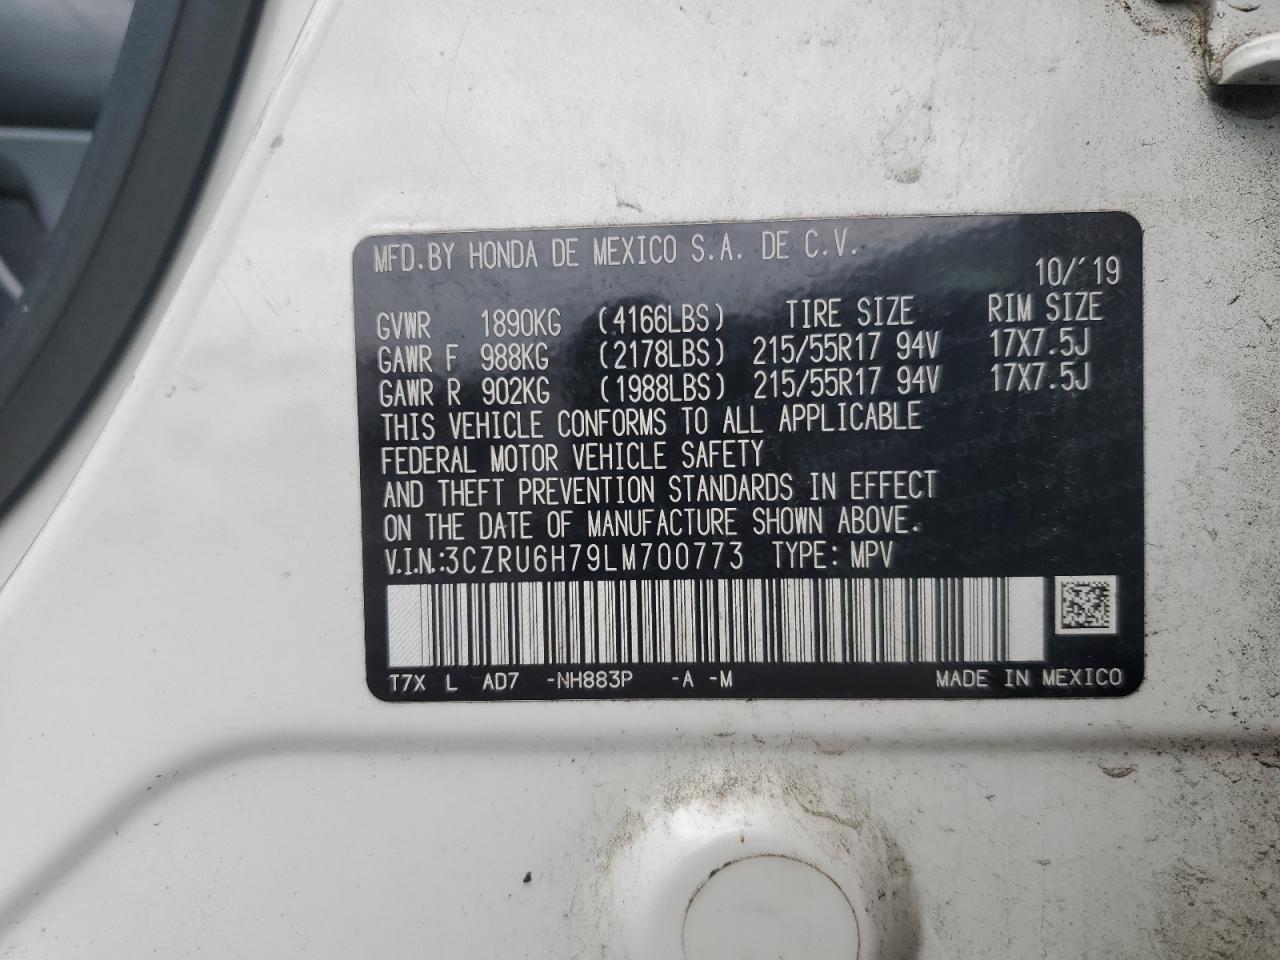 MFD.BY HONDA DE MEXICO S.A. DE C.V.
10/'19
GVWR 1890KG (4166LBS) TIRE SIZE RIM SIZE
GAWR F 988KG (2178LBS) 215/55R17 94V 17X7.5J
GAWR R 902KG (1988LBS) 215/55R17 94V 17X7.5J
THIS VEHICLE CONFORMS TO ALL APPLICABLE
FEDERAL MOTOR VEHICLE SAFETY
AND THEFT PREVENTION STANDARDS IN EFFECT
ON THE DATE OF MANUFACTURE SHOWN ABOVE.
V.I.N.:3CZRU6H79LM700773 TYPE: MPV
T7X L AD7 -NH883P -A -M MADE IN MEXICO